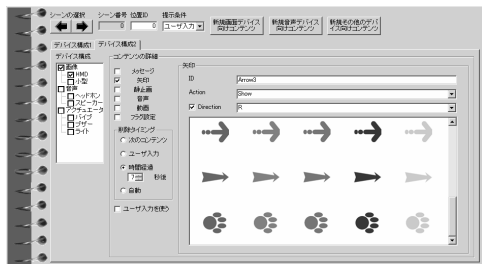 シーンの選択 シーン番号 位置ID 提示条件
0 0 ユーザ入力
新規画面デバイス向けコンテンツ
新規音声デバイス向けコンテンツ
新規その他のデバイス向けコンテンツ
デバイス構成1 デバイス構成2
デバイス構成
画像
HMD
小型
音声
ヘッドホン
スピーカー
アクチュエータ
バイブ
ブザー
ライト
コンテンツの詳細
メッセージ
矢印
静止画
音声
動画
フラグ設定
削除タイミング
次のコンテンツ
ユーザ入力
時間経過
7 秒後
自動
ユーザ入力を使う
矢印
ID Arrow3
Action Show
Direction R